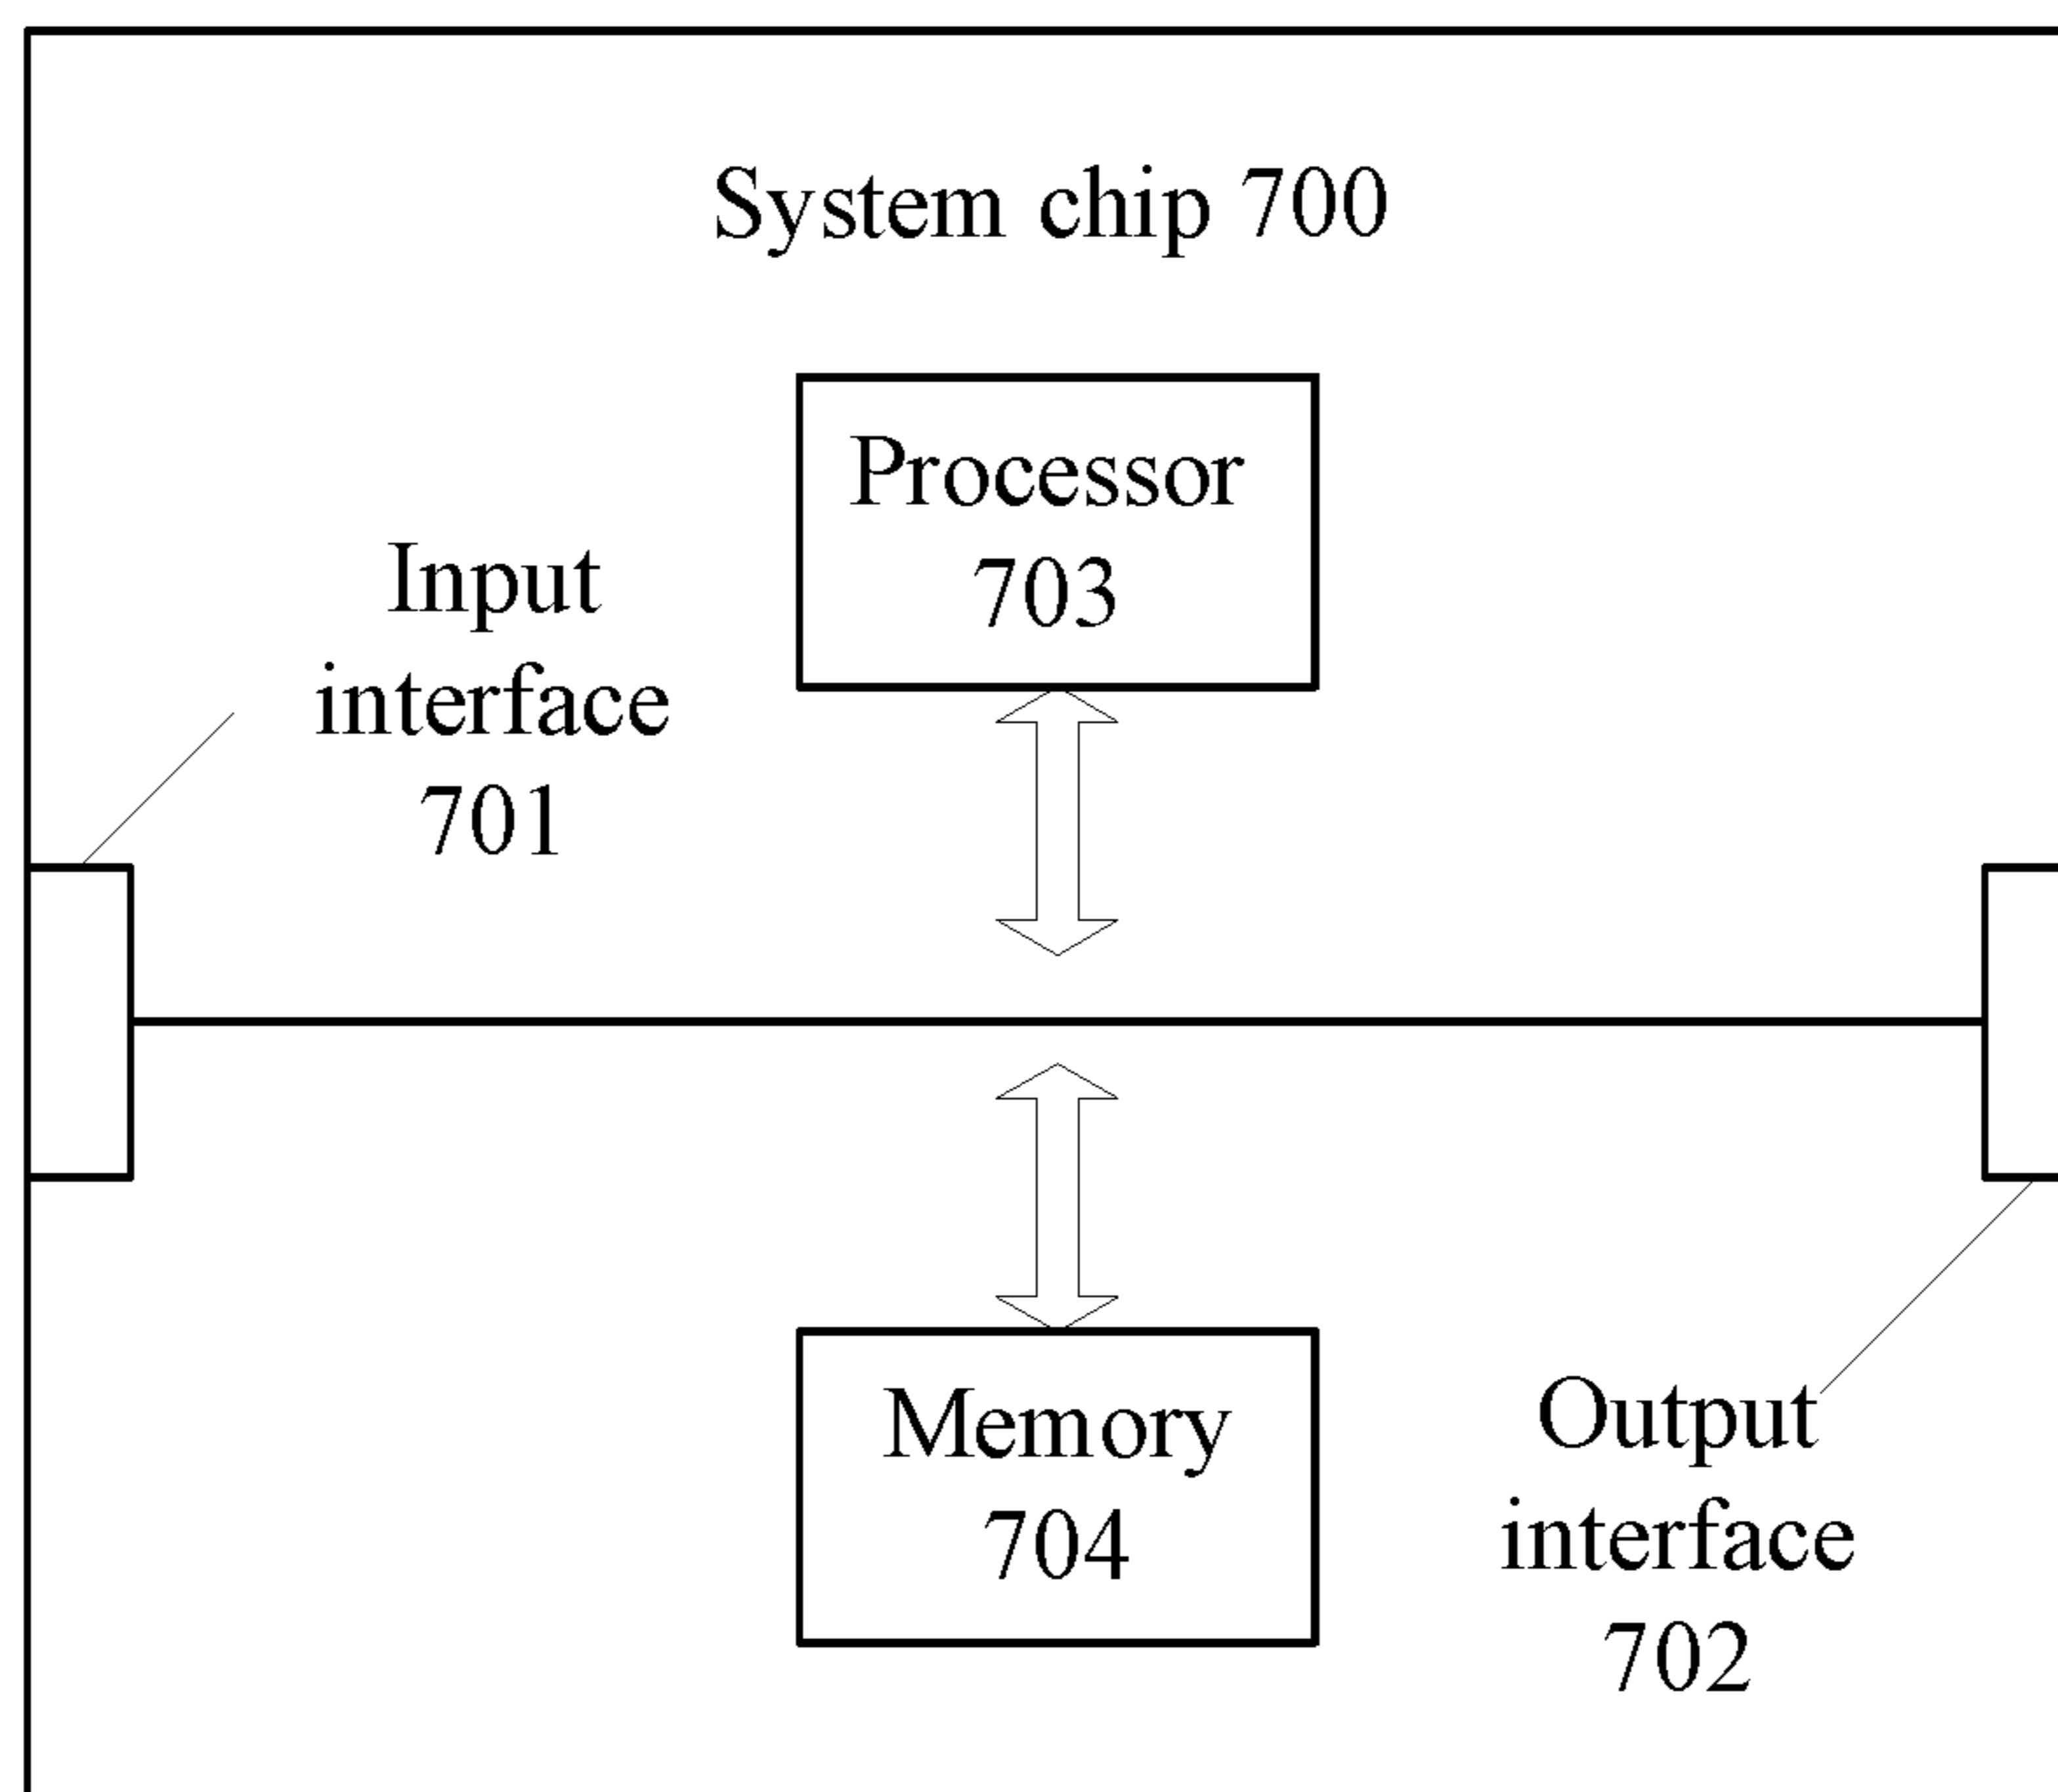 System chip 700
Processor
703
Input
interface
701
Memory
704
Output
interface
702